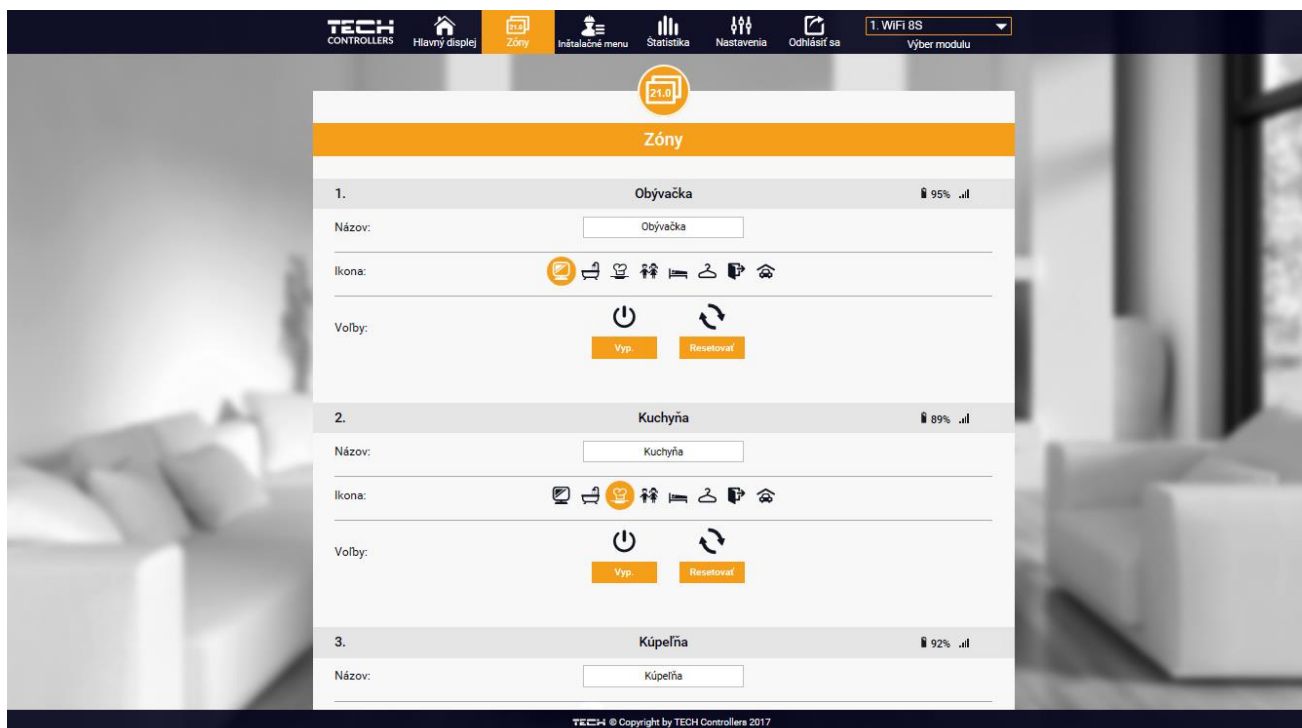 TECH
CONTROLLERS
Hlavný displej
21.0
Zóny
Inštalačné menu
Štatistika
Nastavenia
Odhlásiť sa
1. WiFi 8S
Výber modulu
21.0
Zóny
1. Obývačka 95%
Názov: Obývačka
Ikona:
Voľby:
Vyp. Resetovať
2. Kuchyňa 89%
Názov: Kuchyňa
Ikona:
Voľby:
Vyp. Resetovať
3. Kúpeľňa 92%
Názov: Kúpeľňa
TECH © Copyright by TECH Controllers 2017